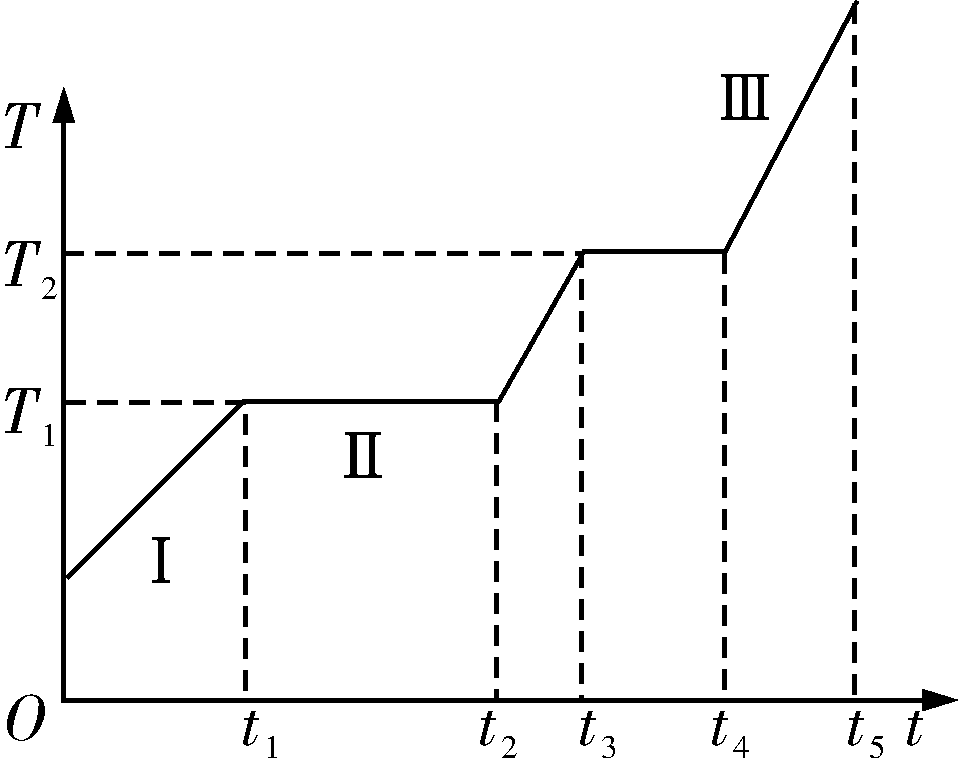 Ⅲ
T
T₂
T₁
Ⅱ
Ⅰ
O t₁ t₂ t₃ t₄ t₅ t